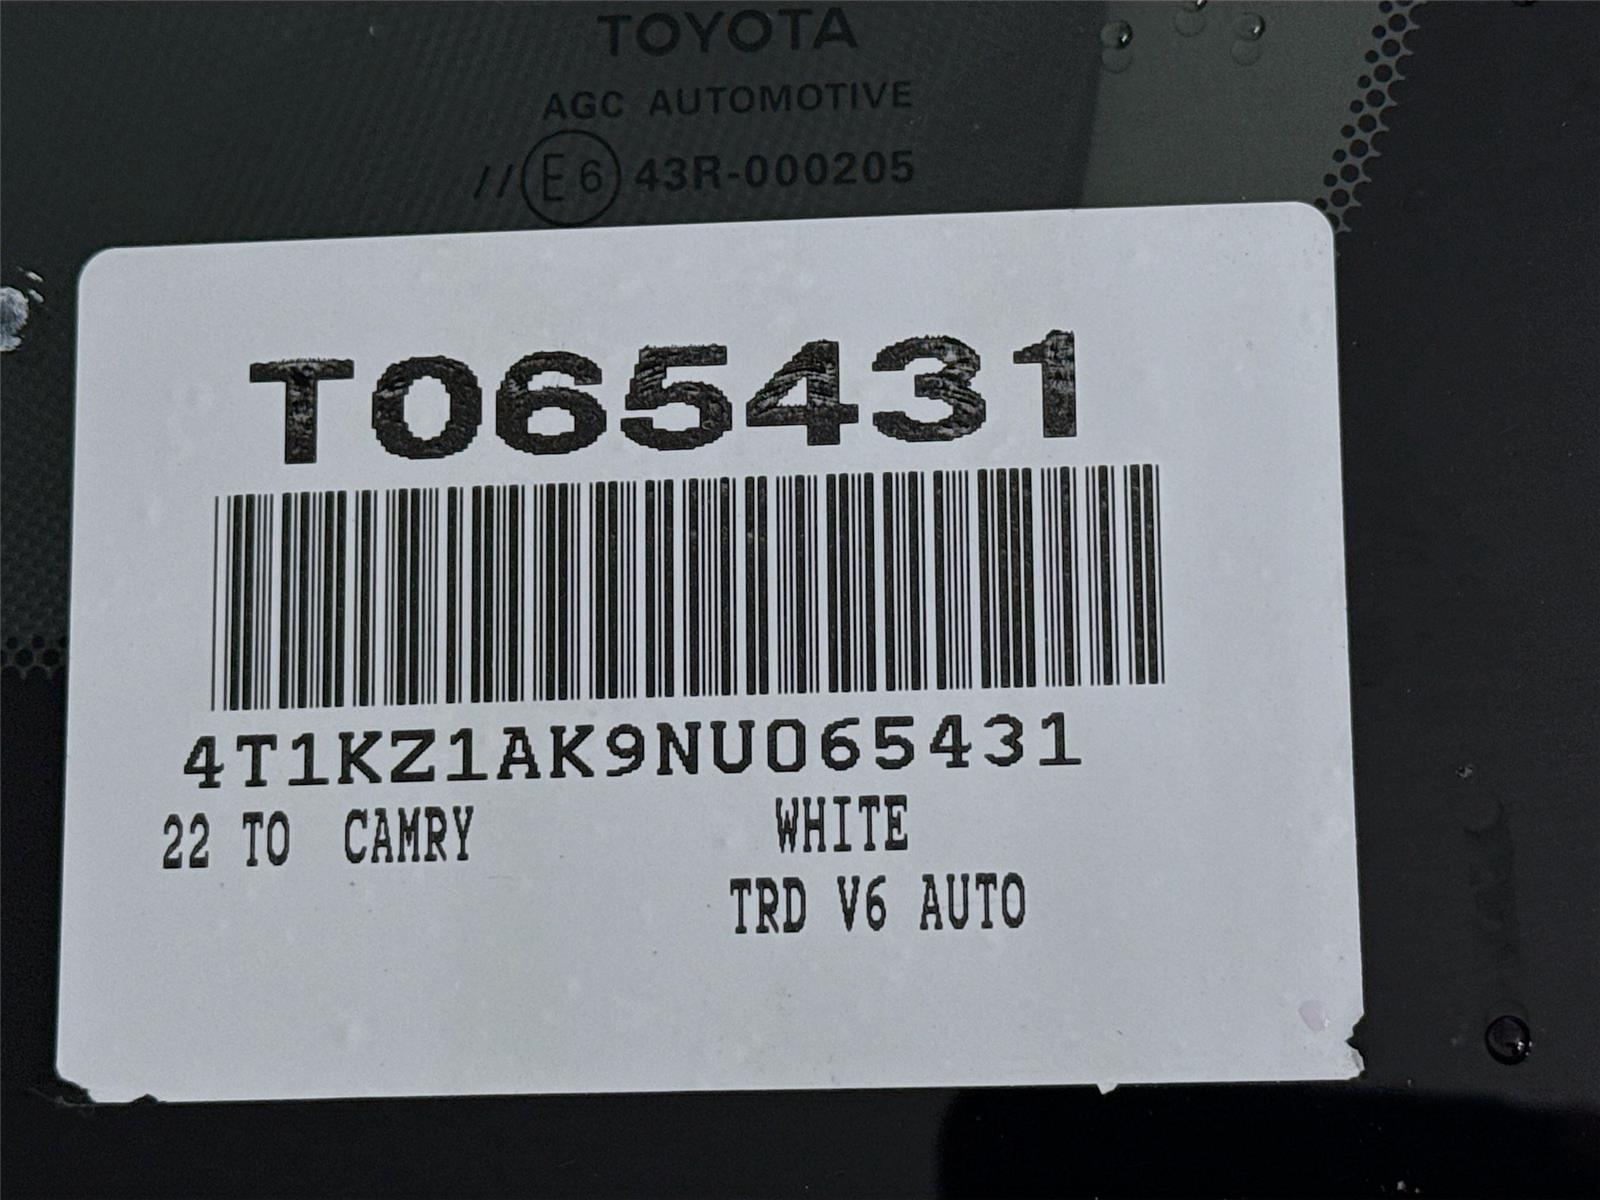 TOYOTA
AGC AUTOMOTIVE
// E6 43R-000205
T065431
4T1KZ1AK9NU065431
22 TO CAMRY WHITE
TRD V6 AUTO